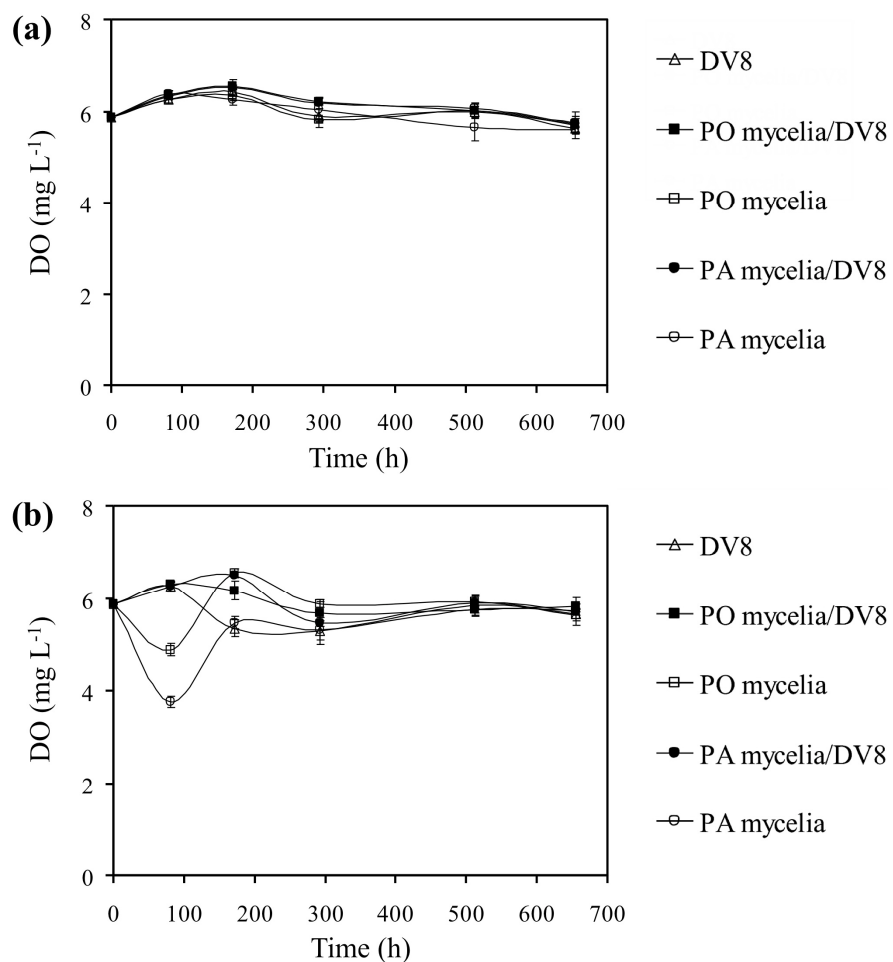 (a)
8
6
4
2
0
DO (mg L⁻¹)
0 100 200 300 400 500 600 700
Time (h)
DV8
PO mycelia/DV8
PO mycelia
PA mycelia/DV8
PA mycelia
(b)
8
6
4
2
0
DO (mg L⁻¹)
0 100 200 300 400 500 600 700
Time (h)
DV8
PO mycelia/DV8
PO mycelia
PA mycelia/DV8
PA mycelia